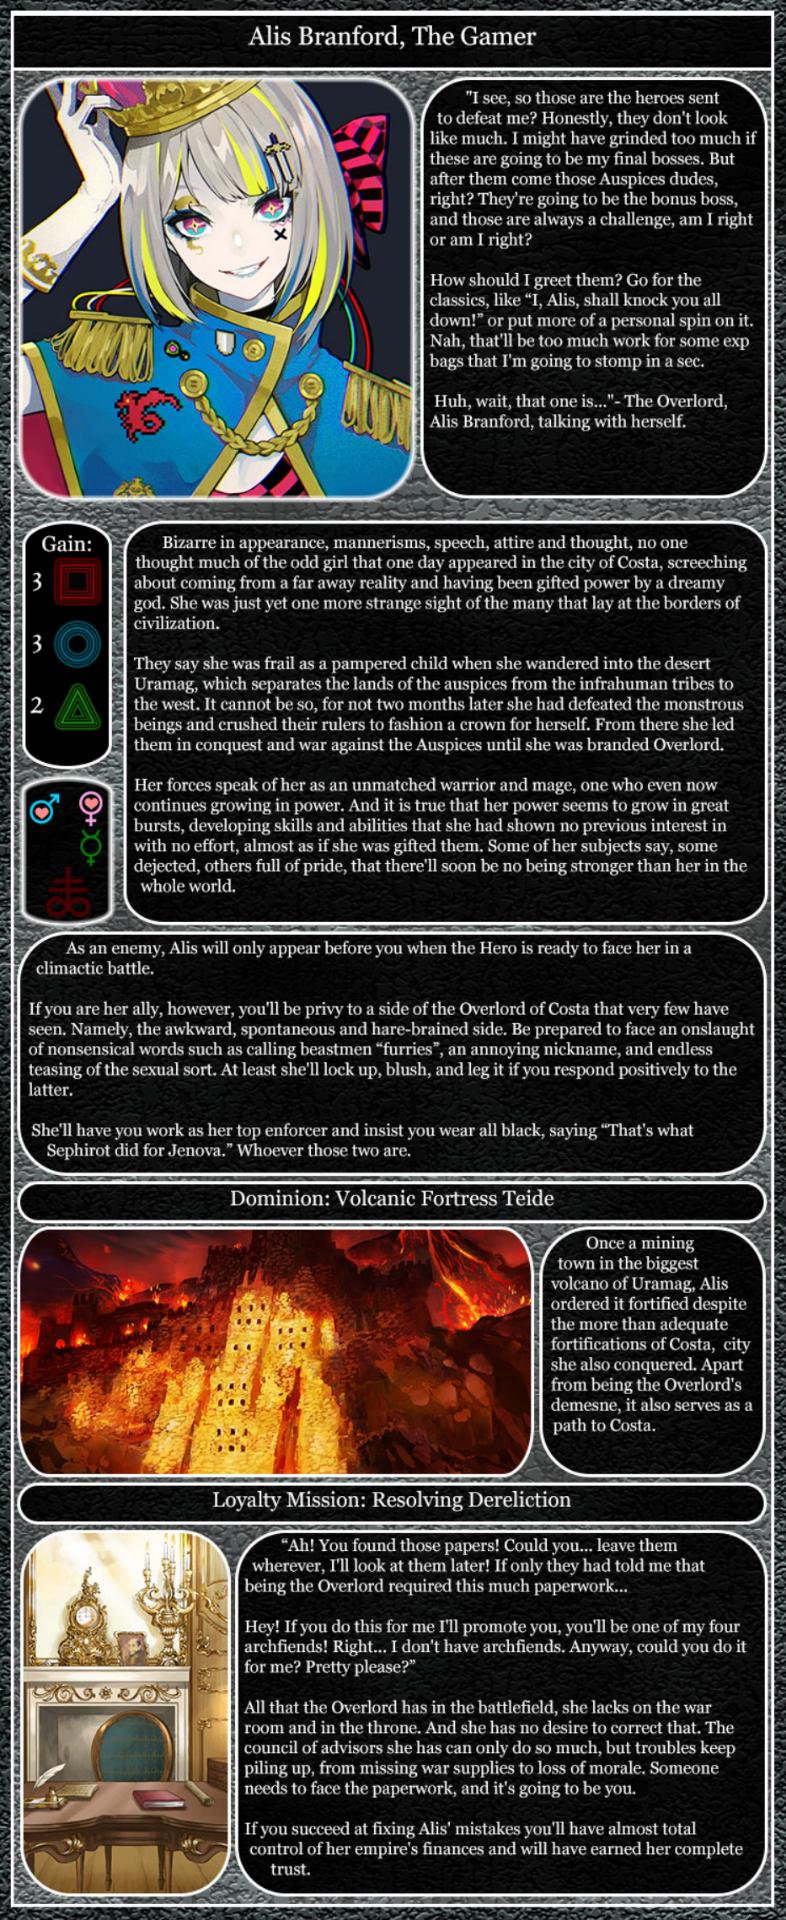 Alis Branford, The Gamer
"I see, so those are the heroes sent
to defeat me? Honestly, they don't look
like much. I might have grinded too much if
these are going to be my final bosses. But
after them come those Auspices dudes,
right? They're going to be the bonus boss,
and those are always a challenge, am I right
or am I right?
How should I greet them? Go for the
classics, like “I, Alis, shall knock you all
down!” or put more of a personal spin on it.
Nah, that'll be too much work for some exp
bags that I'm going to stomp in a sec.
Huh, wait, that one is..."- The Overlord,
Alis Branford, talking with herself.
Gain:
3
3
2
Bizarre in appearance, mannerisms, speech, attire and thought, no one
thought much of the odd girl that one day appeared in the city of Costa, screeching
about coming from a far away reality and having been gifted power by a dreamy
god. She was just yet one more strange sight of the many that lay at the borders of
civilization.
They say she was frail as a pampered child when she wandered into the desert
Uramag, which separates the lands of the auspices from the infrahuman tribes to
the west. It cannot be so, for not two months later she had defeated the monstrous
beings and crushed their rulers to fashion a crown for herself. From there she led
them in conquest and war against the Auspices until she was branded Overlord.
Her forces speak of her as an unmatched warrior and mage, one who even now
continues growing in power. And it is true that her power seems to grow in great
bursts, developing skills and abilities that she had shown no previous interest in
with no effort, almost as if she was gifted them. Some of her subjects say, some
dejected, others full of pride, that there'll soon be no being stronger than her in the
whole world.
As an enemy, Alis will only appear before you when the Hero is ready to face her in a
climactic battle.
If you are her ally, however, you'll be privy to a side of the Overlord of Costa that very few have
seen. Namely, the awkward, spontaneous and hare-brained side. Be prepared to face an onslaught
of nonsensical words such as calling beastmen “furries”, an annoying nickname, and endless
teasing of the sexual sort. At least she'll lock up, blush, and leg it if you respond positively to the
latter.
She'll have you work as her top enforcer and insist you wear all black, saying “That's what
Sephirot did for Jenova.” Whoever those two are.
Dominion: Volcanic Fortress Teide
Once a mining
town in the biggest
volcano of Uramag, Alis
ordered it fortified despite
the more than adequate
fortifications of Costa, city
she also conquered. Apart
from being the Overlord's
demesne, it also serves as a
path to Costa.
Loyalty Mission: Resolving Dereliction
“Ah! You found those papers! Could you... leave them
wherever, I'll look at them later! If only they had told me that
being the Overlord required this much paperwork...
Hey! If you do this for me I'll promote you, you'll be one of my four
archfiends! Right... I don't have archfiends. Anyway, could you do it
for me? Pretty please?”
All that the Overlord has in the battlefield, she lacks on the war
room and in the throne. And she has no desire to correct that. The
council of advisors she has can only do so much, but troubles keep
piling up, from missing war supplies to loss of morale. Someone
needs to face the paperwork, and it's going to be you.
If you succeed at fixing Alis' mistakes you'll have almost total
control of her empire's finances and will have earned her complete
trust.